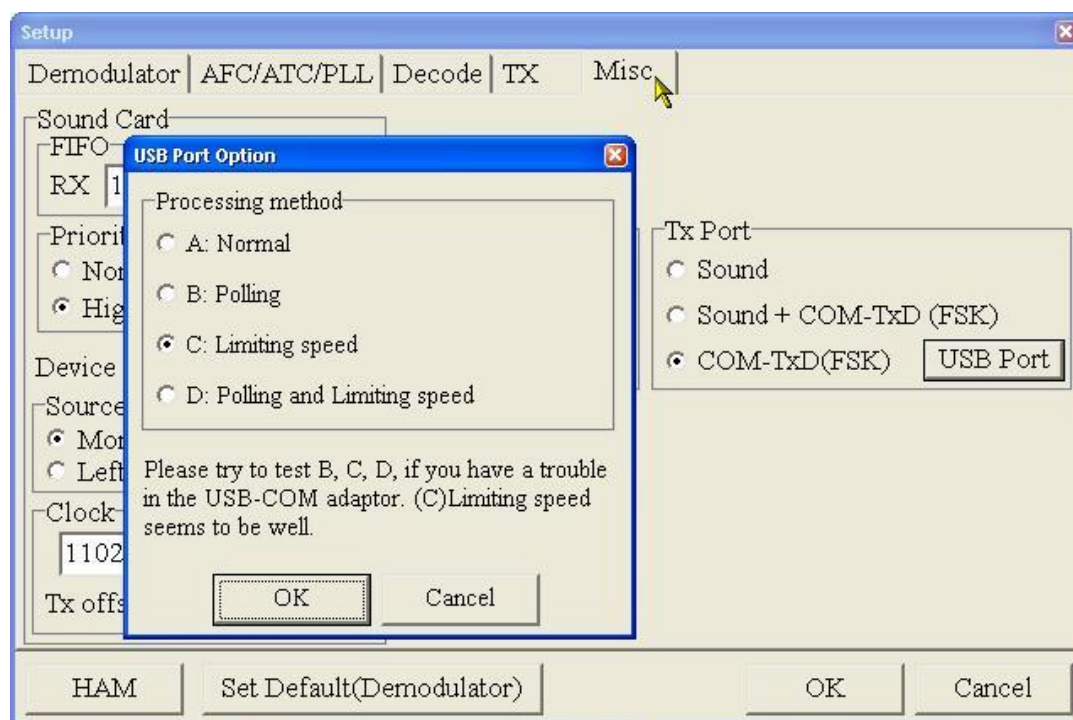 Setup
Demodulator AFC/ATC/PLL Decode TX Misc
Sound Card
FIFO
RX 1
USB Port Option
Processing method
A: Normal
B: Polling
C: Limiting speed
D: Polling and Limiting speed
Please try to test B, C, D, if you have a trouble
in the USB-COM adaptor. (C)Limiting speed
seems to be well.
OK Cancel
Priorit
Nor
Hig
Device
Source
Mon
Left
Clock
1102
Tx offs
Tx Port
Sound
Sound + COM-TxD (FSK)
COM-TxD(FSK) USB Port
HAM Set Default(Demodulator) OK Cancel